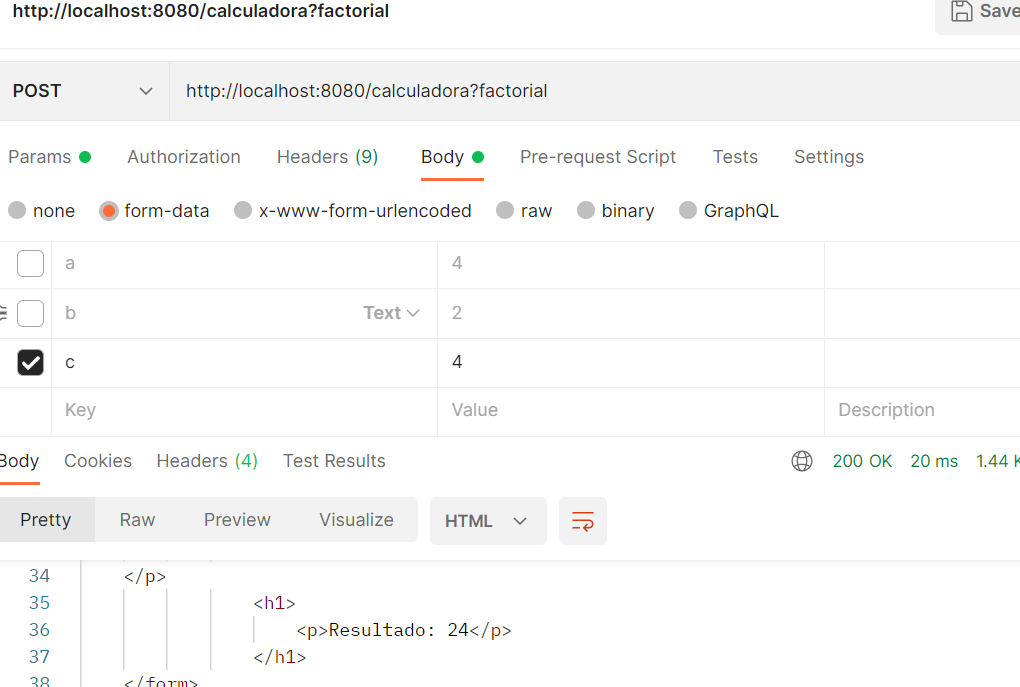 http://localhost:8080/calculadora?factorial
Save
POST http://localhost:8080/calculadora?factorial
Params Authorization Headers (9) Body Pre-request Script Tests Settings
none form-data x-www-form-urlencoded raw binary GraphQL
a 4
b Text 2
c 4
Key Value Description
Body Cookies Headers (4) Test Results 200 OK 20 ms 1.44 K
Pretty Raw Preview Visualize HTML
34 </p>
35 <h1>
36 <p>Resultado: 24</p>
37 </h1>
38 </form>